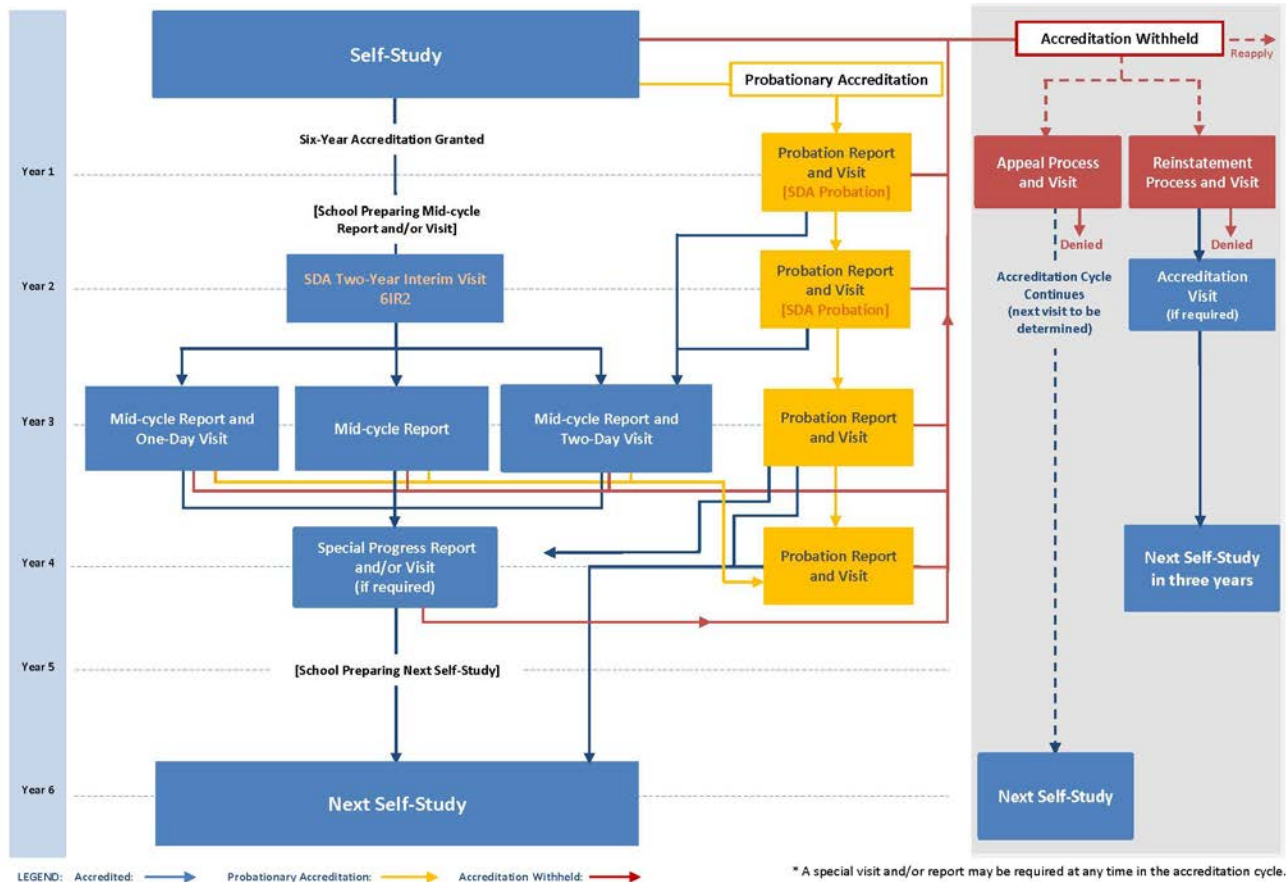 Self-Study
Accreditation Withheld
Reapply
Probationary Accreditation
Six-Year Accreditation Granted
Year 1
Probation Report
and Visit
[SDA Probation]
Appeal Process
and Visit
Reinstatement
Process and Visit
[School Preparing Mid-cycle
Report and/or Visit]
Denied
Denied
Year 2
SDA Two-Year Interim Visit
6IR2
Probation Report
and Visit
[SDA Probation]
Accreditation Cycle
Continues
(next visit to be
determined)
Accreditation
Visit
(if required)
Year 3
Mid-cycle Report and
One-Day Visit
Mid-cycle Report
Mid-cycle Report and
Two-Day Visit
Probation Report
and Visit
Year 4
Special Progress Report
and/or Visit
(if required)
Probation Report
and Visit
Next Self-Study
in three years
Year 5
[School Preparing Next Self-Study]
Year 6
Next Self-Study
Next Self-Study
LEGEND: Accredited: Probationary Accreditation: Accreditation Withheld:
* A special visit and/or report may be required at any time in the accreditation cycle.